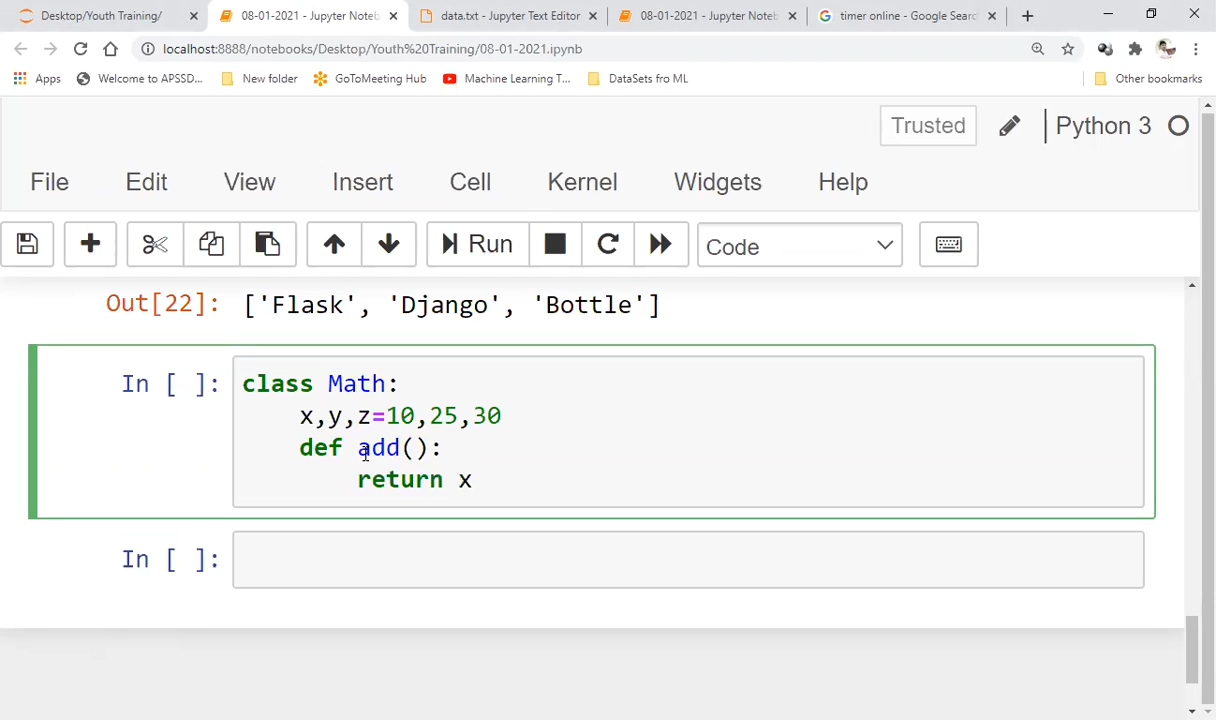 Desktop/Youth Training/
08-01-2021 - Jupyter Noteb
data.txt - Jupyter Text Editor
08-01-2021 - Jupyter Noteb
timer online - Google Searc
localhost:8888/notebooks/Desktop/Youth%20Training/08-01-2021.ipynb
Apps
Welcome to APSSD...
New folder
GoToMeeting Hub
Machine Learning T...
DataSets fro ML
Other bookmarks
Trusted
Python 3
File
Edit
View
Insert
Cell
Kernel
Widgets
Help
Run
Code
Out[22]: ['Flask', 'Django', 'Bottle']
In [ ]: class Math:
x,y,z=10,25,30
def add():
return x
In [ ]: